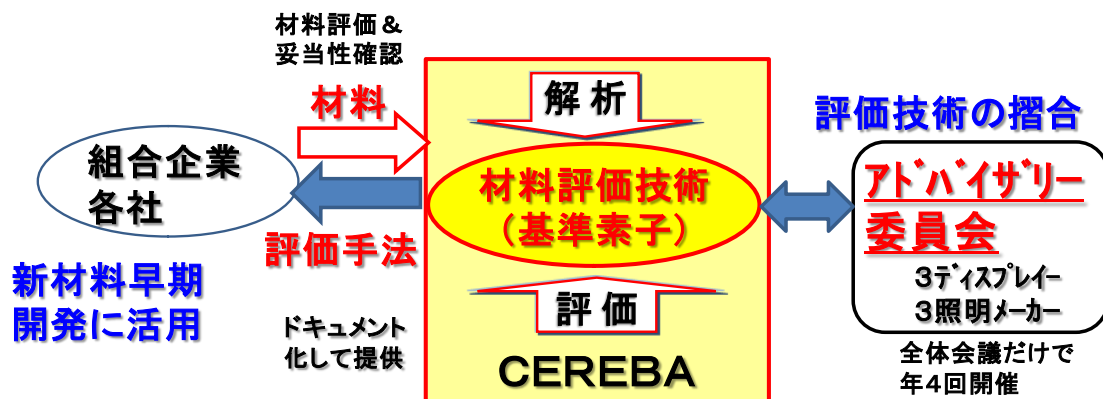 材料評価＆
妥当性確認
材料
組合企業
各社
評価手法
新材料早期
開発に活用
ドキュメント
化して提供
解 析
材料評価技術
（基準素子）
評 価
CEREBA
評価技術の摺合
アドバイザリー
委員会
3ディスプレイー
3照明メーカー
全体会議だけで
年4回開催